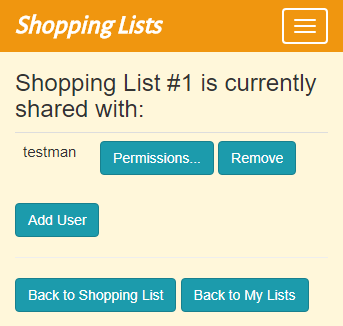 Shopping Lists
Shopping List #1 is currently
shared with:
testman Permissions... Remove
Add User
Back to Shopping List Back to My Lists